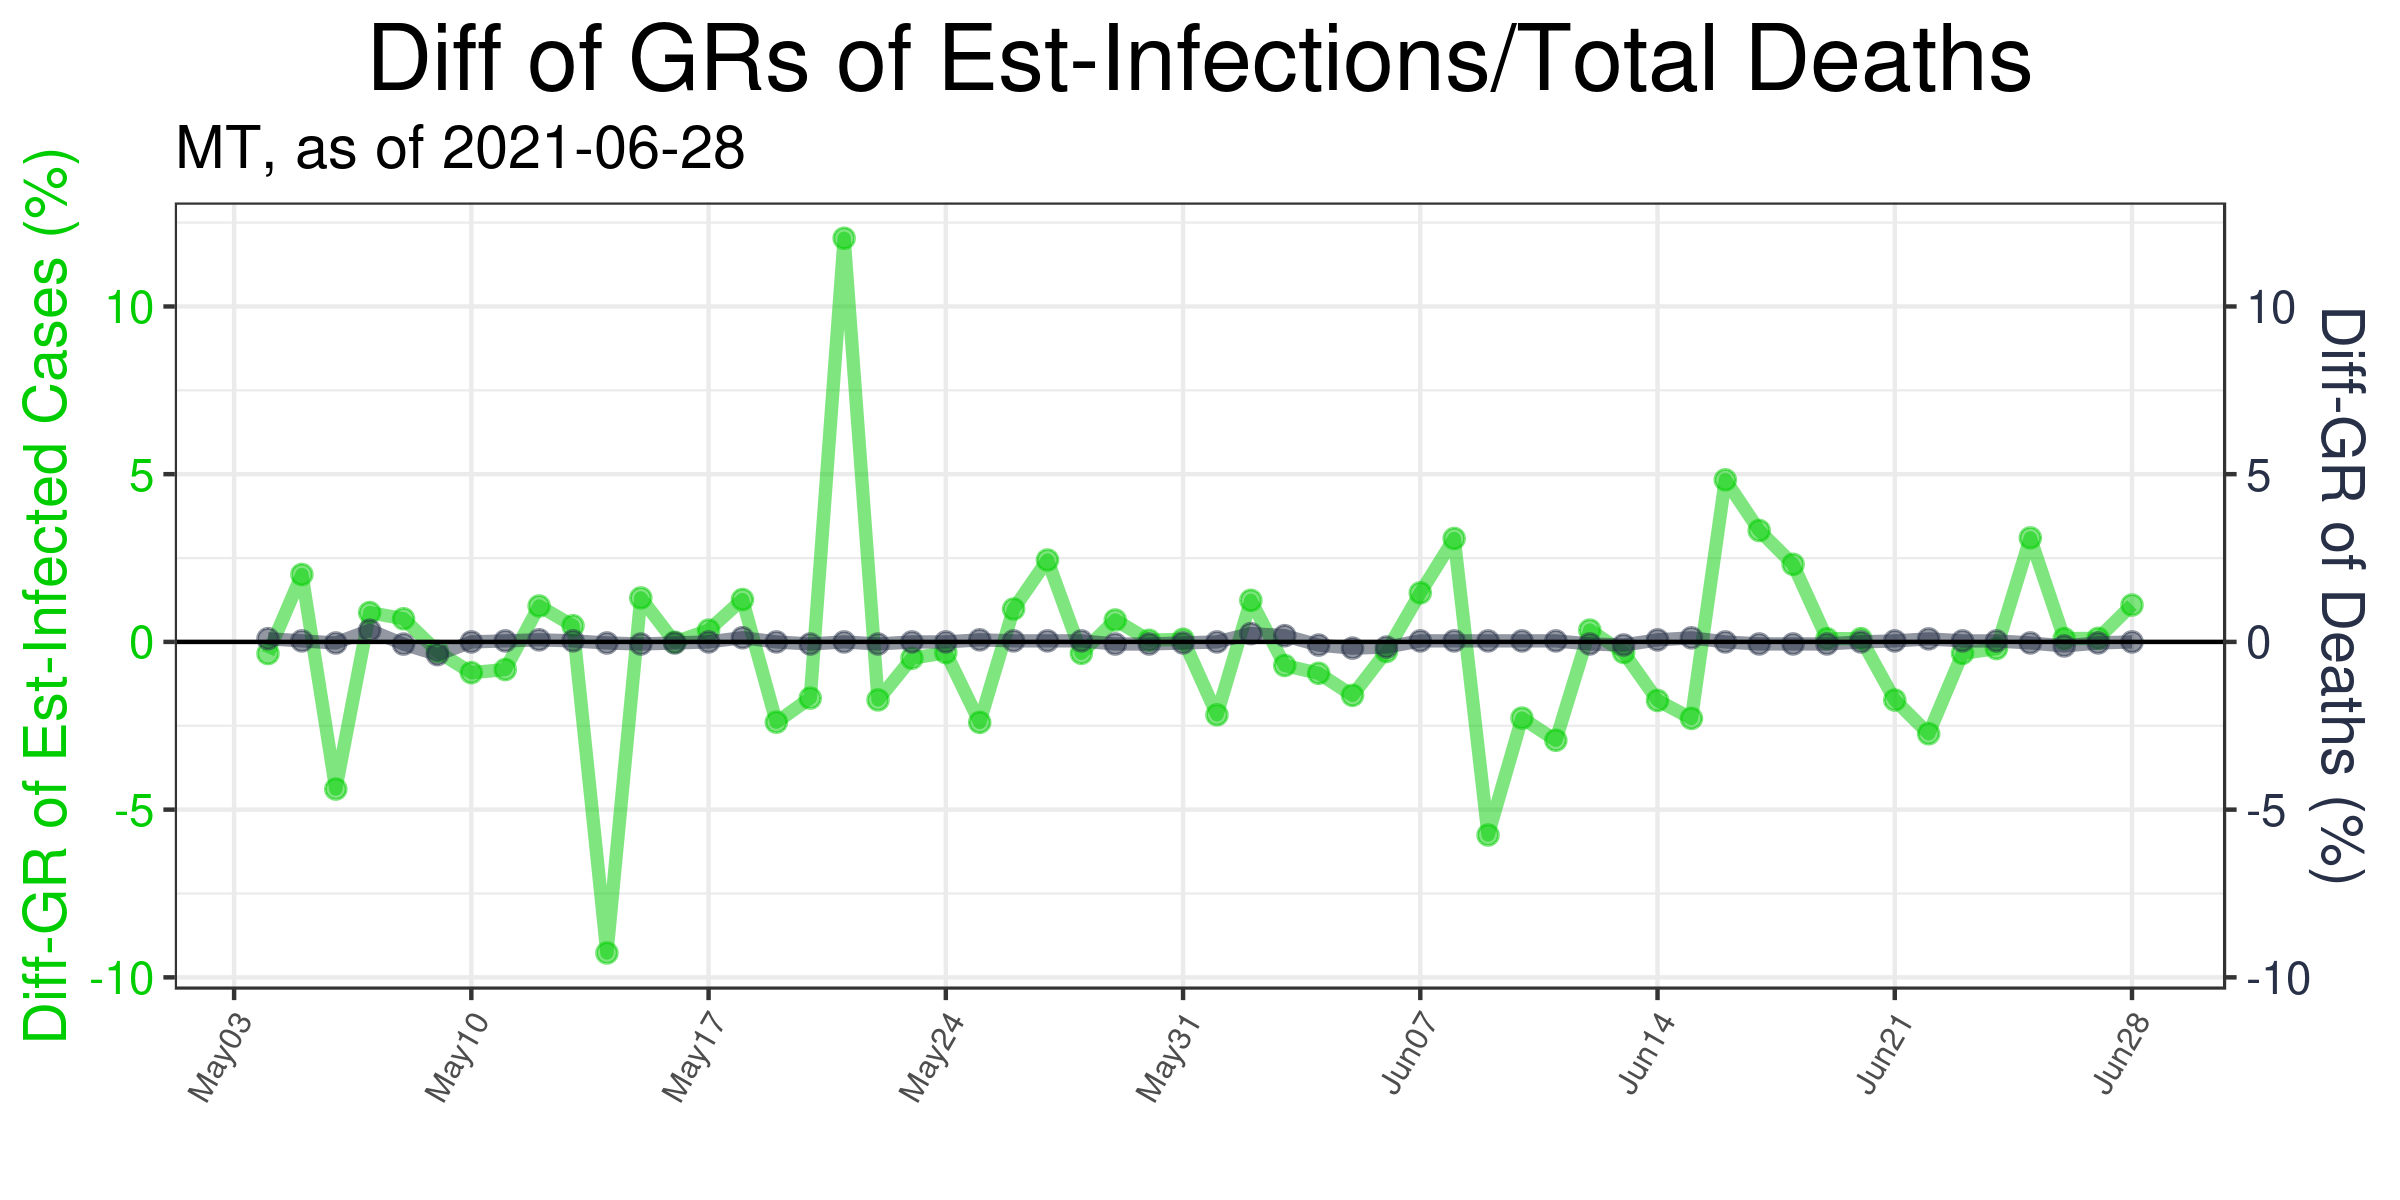 Diff of GRs of Est-Infections/Total Deaths
MT, as of 2021-06-28
Diff-GR of Est-Infected Cases (%)
10
5
0
-5
-10
10
5
0
-5
-10
Diff-GR of Deaths (%)
May03
May10
May17
May24
May31
Jun07
Jun14
Jun21
Jun28